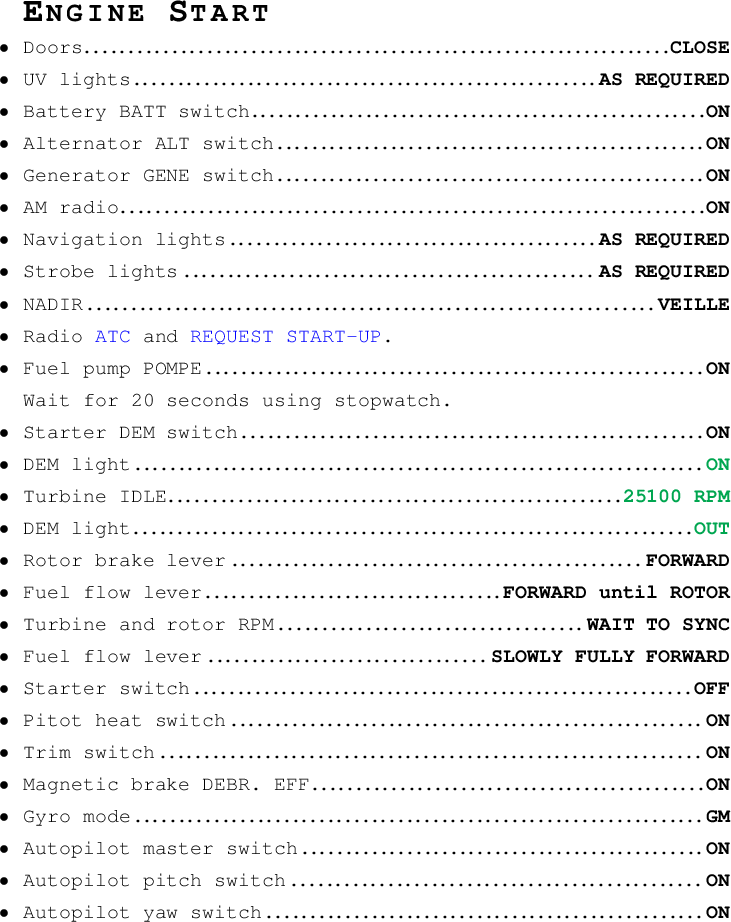 ENGINE START
• Doors....................................................................CLOSE
• UV lights......................................................AS REQUIRED
• Battery BATT switch.....................................................ON
• Alternator ALT switch..................................................ON
• Generator GENE switch..................................................ON
• AM radio....................................................................ON
• Navigation lights...........................................AS REQUIRED
• Strobe lights................................................AS REQUIRED
• NADIR..................................................................VEILLE
• Radio ATC and REQUEST START-UP.
• Fuel pump POMPE..........................................................ON
Wait for 20 seconds using stopwatch.
• Starter DEM switch......................................................ON
• DEM light..................................................................ON
• Turbine IDLE.....................................................25100 RPM
• DEM light.................................................................OUT
• Rotor brake lever................................................FORWARD
• Fuel flow lever..................................FORWARD until ROTOR
• Turbine and rotor RPM...................................WAIT TO SYNC
• Fuel flow lever................................SLOWLY FULLY FORWARD
• Starter switch..........................................................OFF
• Pitot heat switch.......................................................ON
• Trim switch...............................................................ON
• Magnetic brake DEBR. EFF..............................................ON
• Gyro mode..................................................................GM
• Autopilot master switch...............................................ON
• Autopilot pitch switch................................................ON
• Autopilot yaw switch...................................................ON